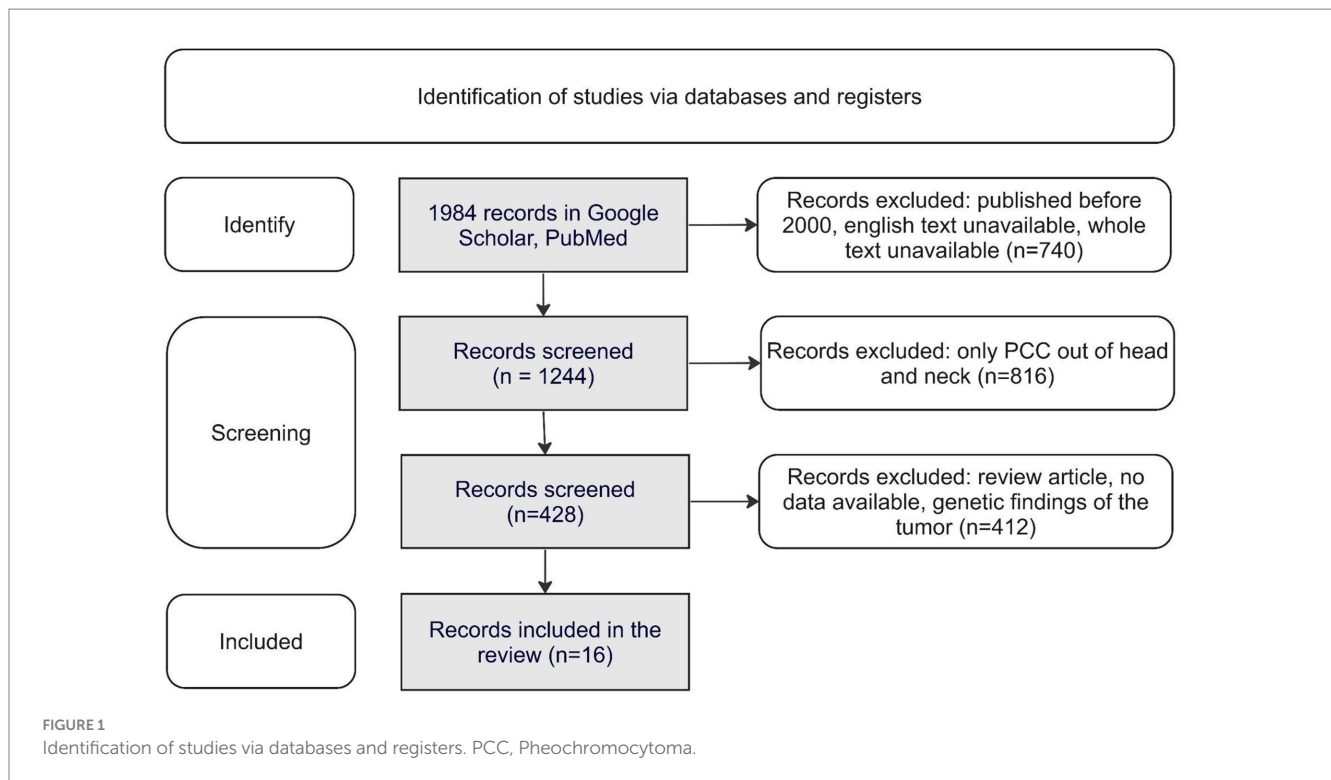 Identification of studies via databases and registers
Identify
1984 records in Google
Scholar, PubMed
Records excluded: published before
2000, english text unavailable, whole
text unavailable (n=740)
Screening
Records screened
(n = 1244)
Records excluded: only PCC out of head
and neck (n=816)
Records screened
(n=428)
Records excluded: review article, no
data available, genetic findings of the
tumor (n=412)
Included
Records included in the
review (n=16)
FIGURE 1
Identification of studies via databases and registers. PCC, Pheochromocytoma.